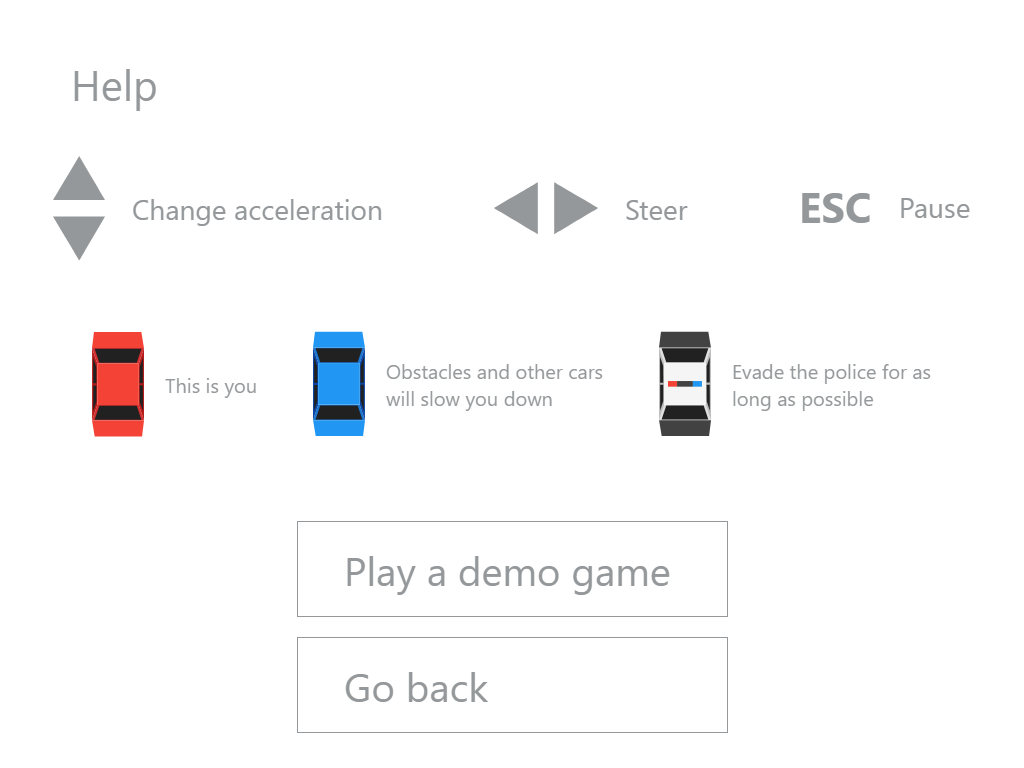 Help
Change acceleration
Steer
ESC
Pause
This is you
Obstacles and other cars
will slow you down
Evade the police for as
long as possible
Play a demo game
Go back